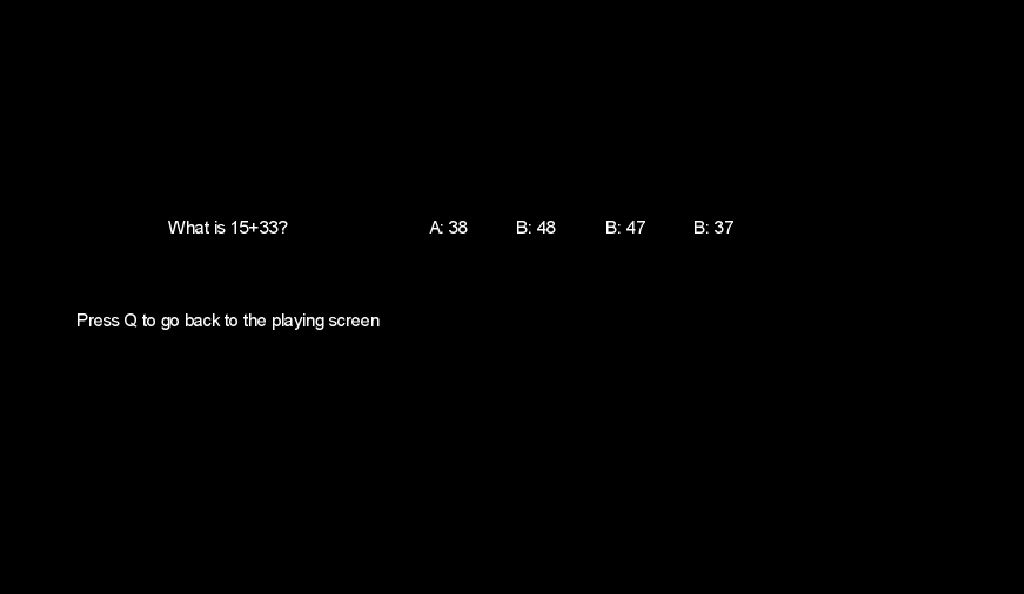 What is 15+33? A: 38 B: 48 B: 47 B: 37
Press Q to go back to the playing screen